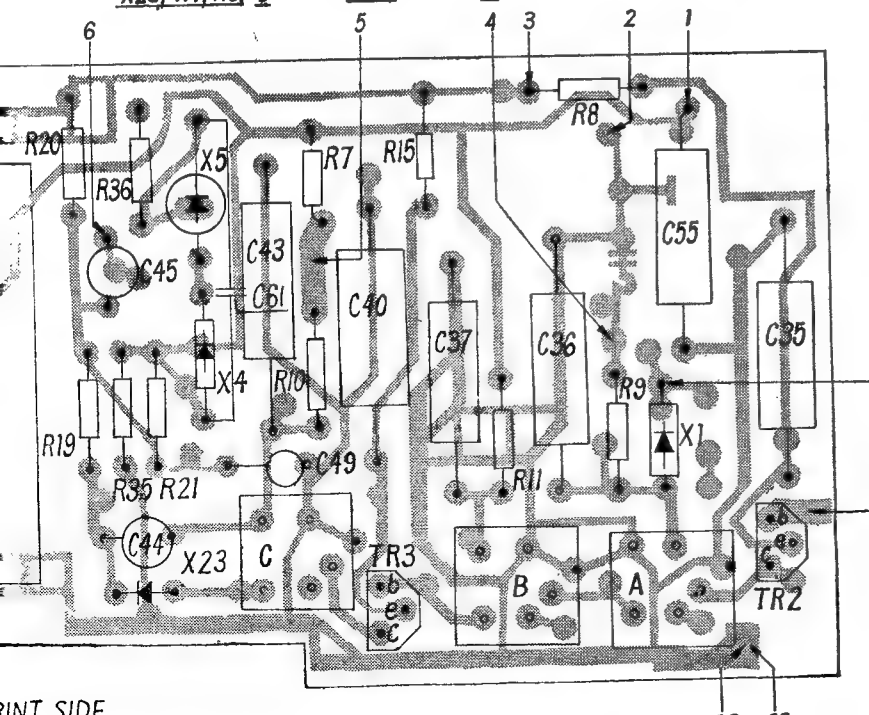 6 5 4 3 2 1
R8
R20 X5 R7 R15
R36
C55
C43
C45
C61 C40
C37 C36 C35
X4
R10 R9
X1
R19
C49
R35 R21 R11
b
C44 C e
TR3 c
X23 b B A TR2
e
c
PRINT SIDE